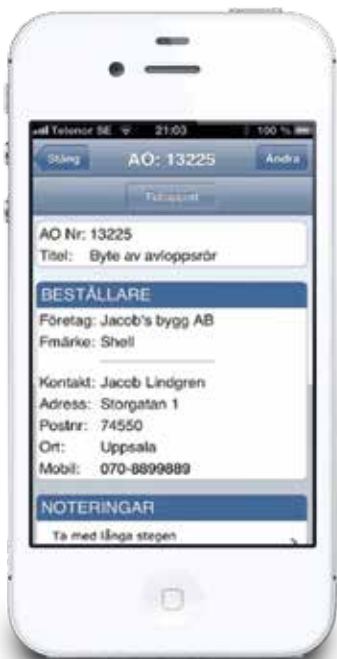 Telenor SE 21:03 100 %
Stäng AO: 13225 Ändra
Tidrapport
AO Nr: 13225
Titel: Byte av avloppsrör
BESTÄLLARE
Företag: Jacob's bygg AB
Fmärke: Shell
Kontakt: Jacob Lindgren
Adress: Storgatan 1
Postnr: 74550
Ort: Uppsala
Mobil: 070-8899889
NOTERINGAR
Ta med långa stegen